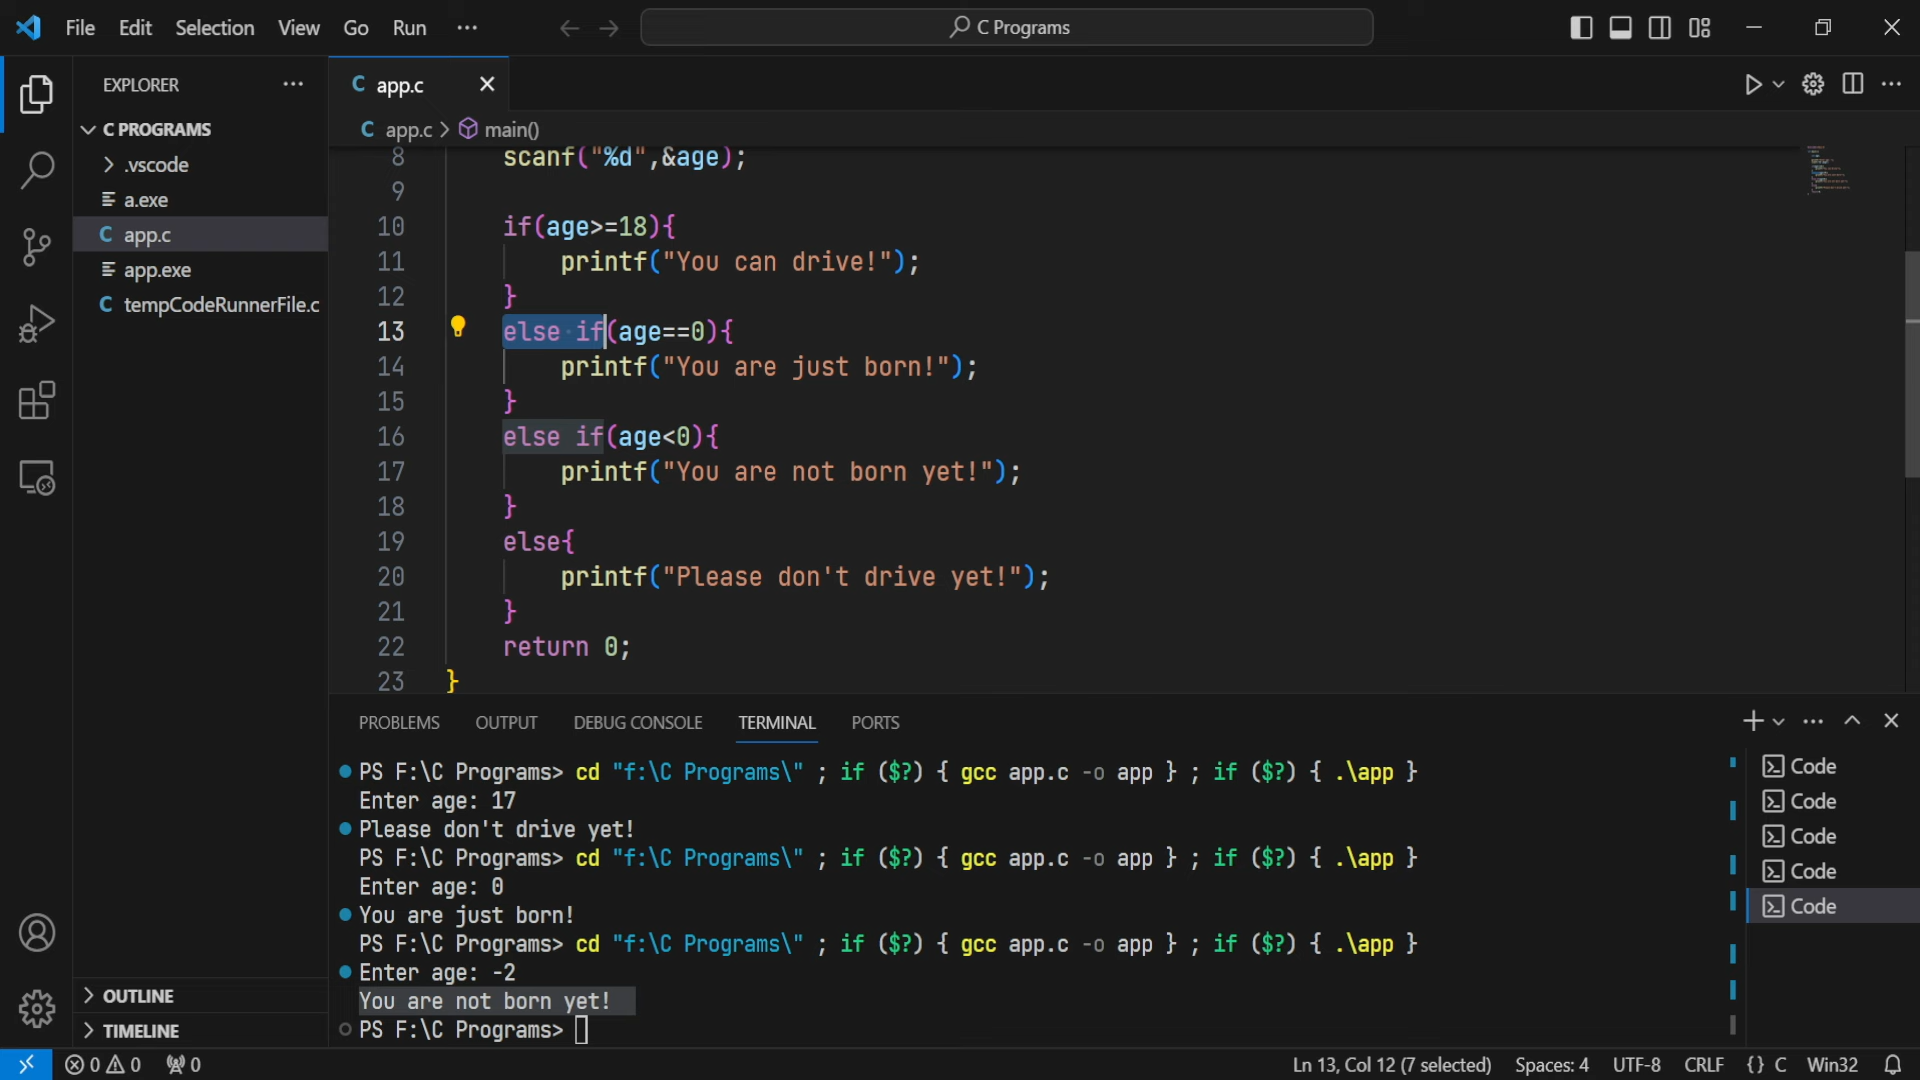 File Edit Selection View Go Run ··· C Programs
EXPLORER ···
C PROGRAMS
.vscode
a.exe
C app.c
app.exe
C tempCodeRunnerFile.c
OUTLINE
TIMELINE
C app.c
C app.c > main()
8 scanf("%d",&age);
9
10 if(age>=18){
11 printf("You can drive!");
12 }
13 else if(age==0){
14 printf("You are just born!");
15 }
16 else if(age<0){
17 printf("You are not born yet!");
18 }
19 else{
20 printf("Please don't drive yet!");
21 }
22 return 0;
23 }
PROBLEMS OUTPUT DEBUG CONSOLE TERMINAL PORTS
PS F:\C Programs> cd "f:\C Programs\" ; if ($?) { gcc app.c -o app } ; if ($?) { .\app }
Enter age: 17
Please don't drive yet!
PS F:\C Programs> cd "f:\C Programs\" ; if ($?) { gcc app.c -o app } ; if ($?) { .\app }
Enter age: 0
You are just born!
PS F:\C Programs> cd "f:\C Programs\" ; if ($?) { gcc app.c -o app } ; if ($?) { .\app }
Enter age: -2
You are not born yet!
PS F:\C Programs>
Code
Code
Code
Code
Code
0 0 0 Ln 13, Col 12 (7 selected) Spaces: 4 UTF-8 CRLF {} C Win32